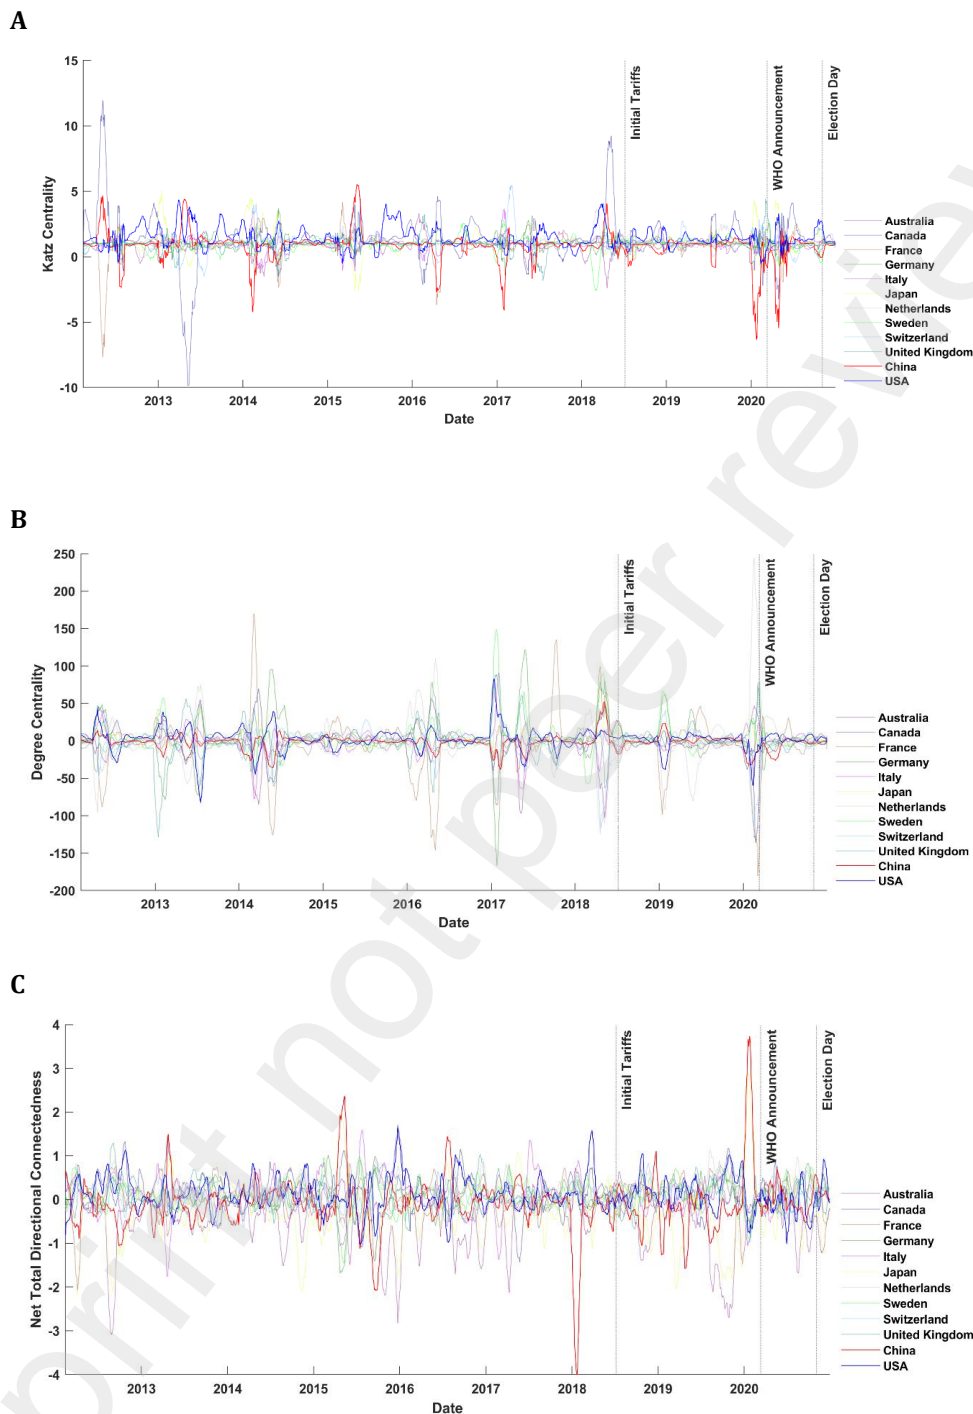 A
15
10
5
0
-5
-10
Katz Centrality
2013 2014 2015 2016 2017 2018 2019 2020
Date
Initial Tariffs
WHO Announcement
Election Day
Australia
Canada
France
Germany
Italy
Japan
Netherlands
Sweden
Switzerland
United Kingdom
China
USA
B
250
200
150
100
50
0
-50
-100
-150
-200
Degree Centrality
2013 2014 2015 2016 2017 2018 2019 2020
Date
Initial Tariffs
WHO Announcement
Election Day
Australia
Canada
France
Germany
Italy
Japan
Netherlands
Sweden
Switzerland
United Kingdom
China
USA
C
4
3
2
1
0
-1
-2
-3
-4
Net Total Directional Connectedness
2013 2014 2015 2016 2017 2018 2019 2020
Date
Initial Tariffs
WHO Announcement
Election Day
Australia
Canada
France
Germany
Italy
Japan
Netherlands
Sweden
Switzerland
United Kingdom
China
USA
print not peer review